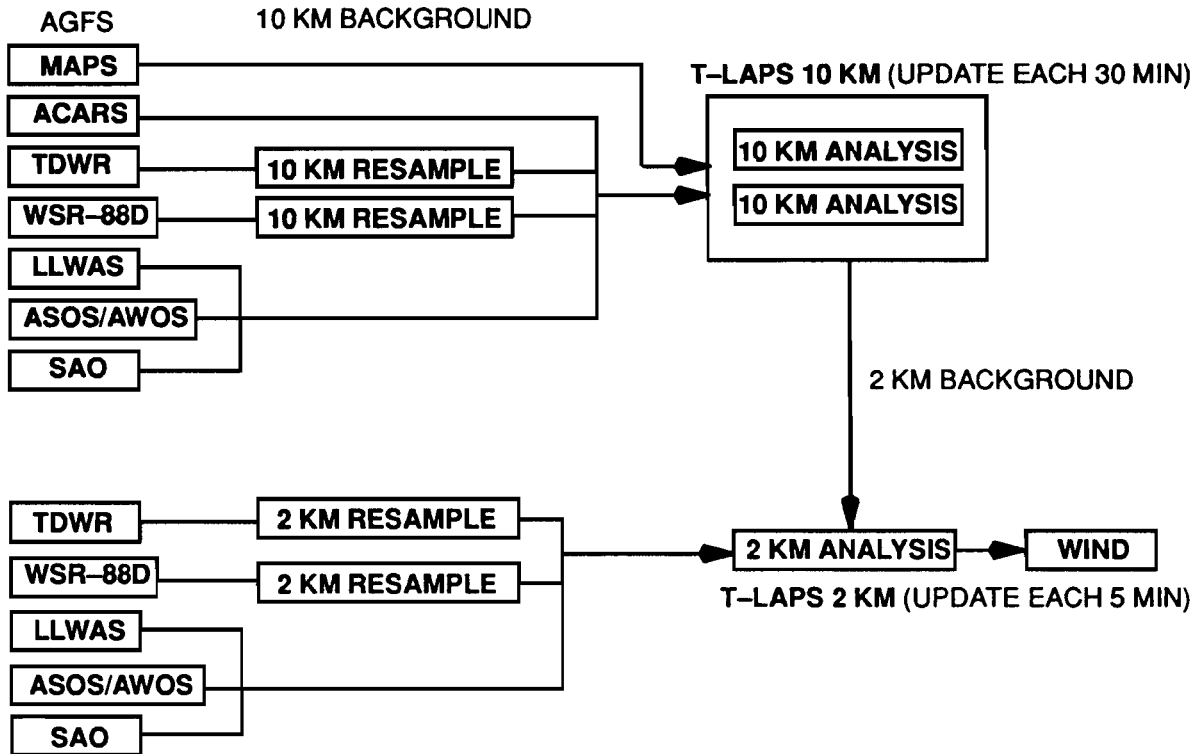 AGFS
10 KM BACKGROUND
MAPS
T–LAPS 10 KM (UPDATE EACH 30 MIN)
ACARS
10 KM ANALYSIS
TDWR
10 KM RESAMPLE
10 KM ANALYSIS
WSR–88D
10 KM RESAMPLE
LLWAS
ASOS/AWOS
SAO
2 KM BACKGROUND
TDWR
2 KM RESAMPLE
2 KM ANALYSIS
WIND
WSR–88D
2 KM RESAMPLE
T–LAPS 2 KM (UPDATE EACH 5 MIN)
LLWAS
ASOS/AWOS
SAO